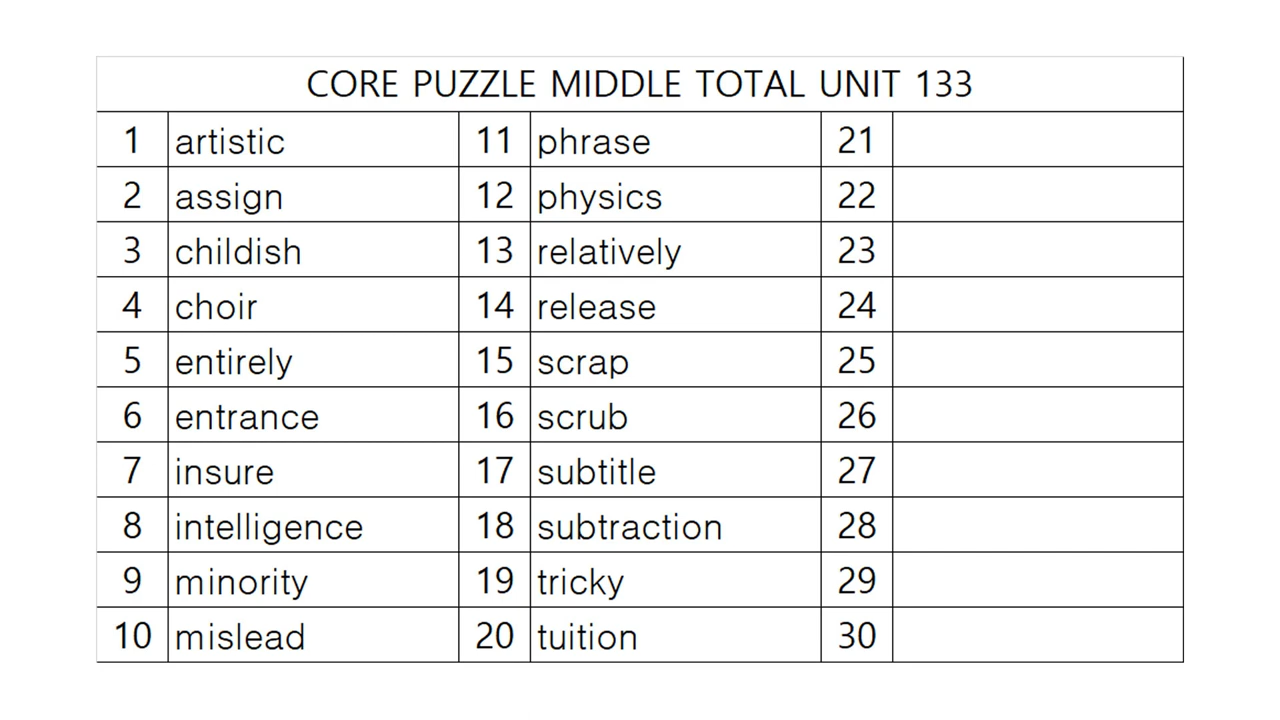 CORE PUZZLE MIDDLE TOTAL UNIT 133
1 artistic 11 phrase 21
2 assign 12 physics 22
3 childish 13 relatively 23
4 choir 14 release 24
5 entirely 15 scrap 25
6 entrance 16 scrub 26
7 insure 17 subtitle 27
8 intelligence 18 subtraction 28
9 minority 19 tricky 29
10 mislead 20 tuition 30